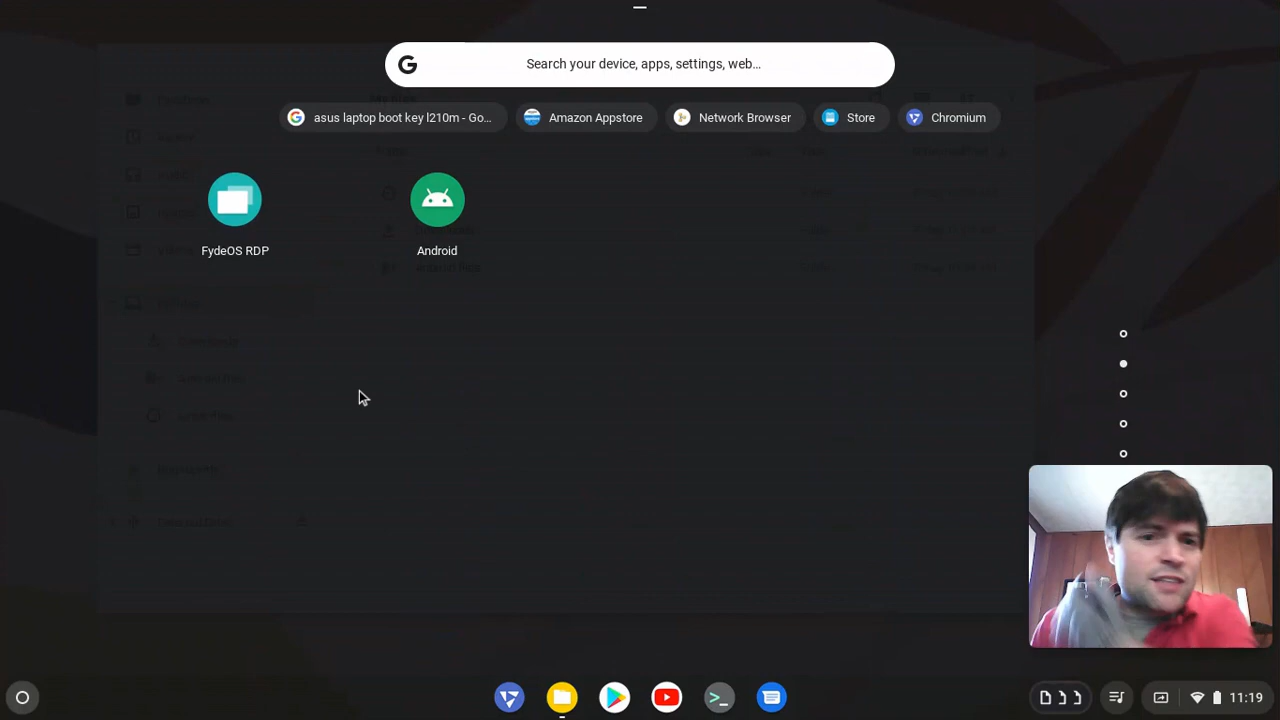 Search your device, apps, settings, web...
asus laptop boot key l210m - Go...
Amazon Appstore
Network Browser
Store
Chromium
FydeOS RDP
Android
11:19